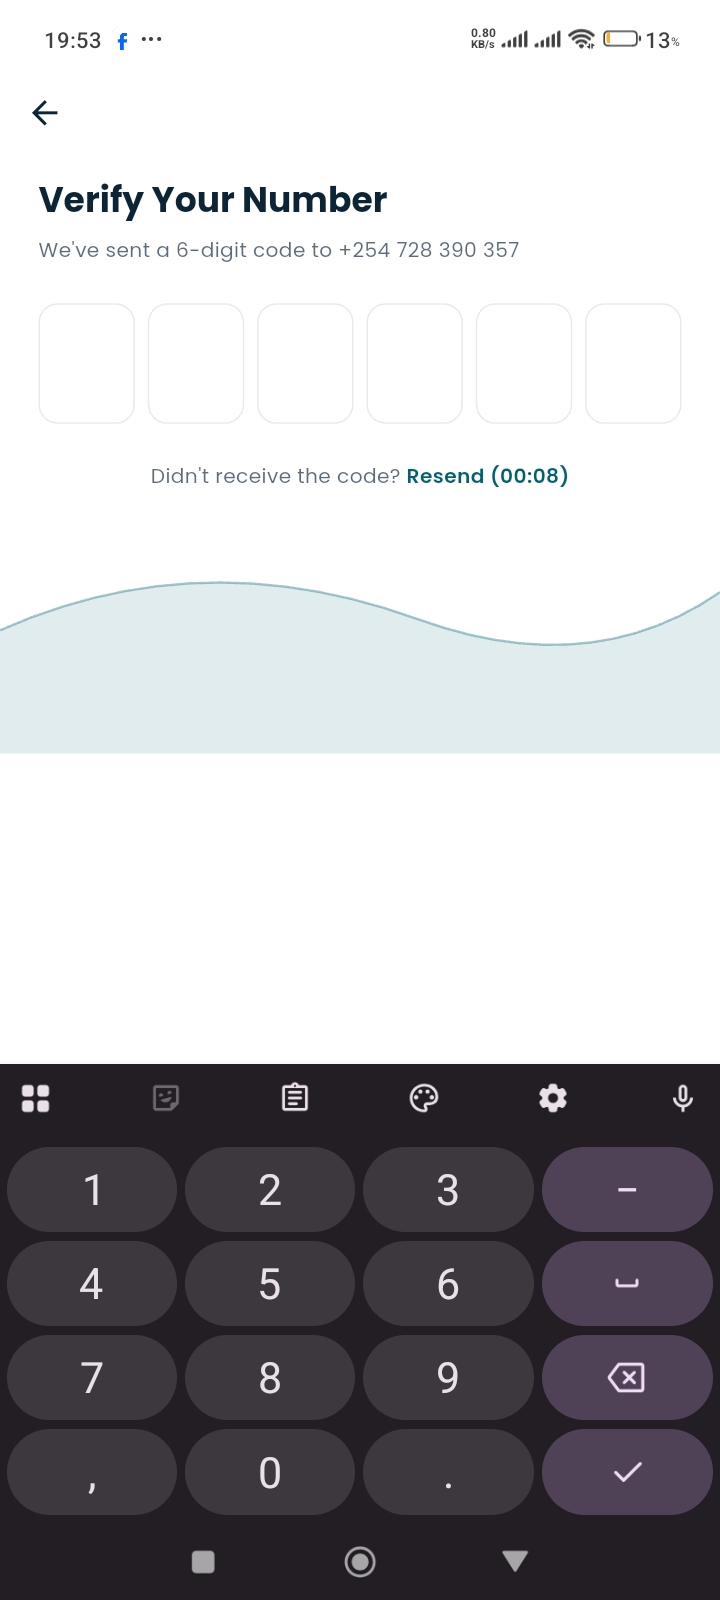 19:53 f ...
0.80
KB/s
13%
Verify Your Number
We've sent a 6-digit code to +254 728 390 357
Didn't receive the code? Resend (00:08)
1 2 3 –
4 5 6
7 8 9
, 0 .